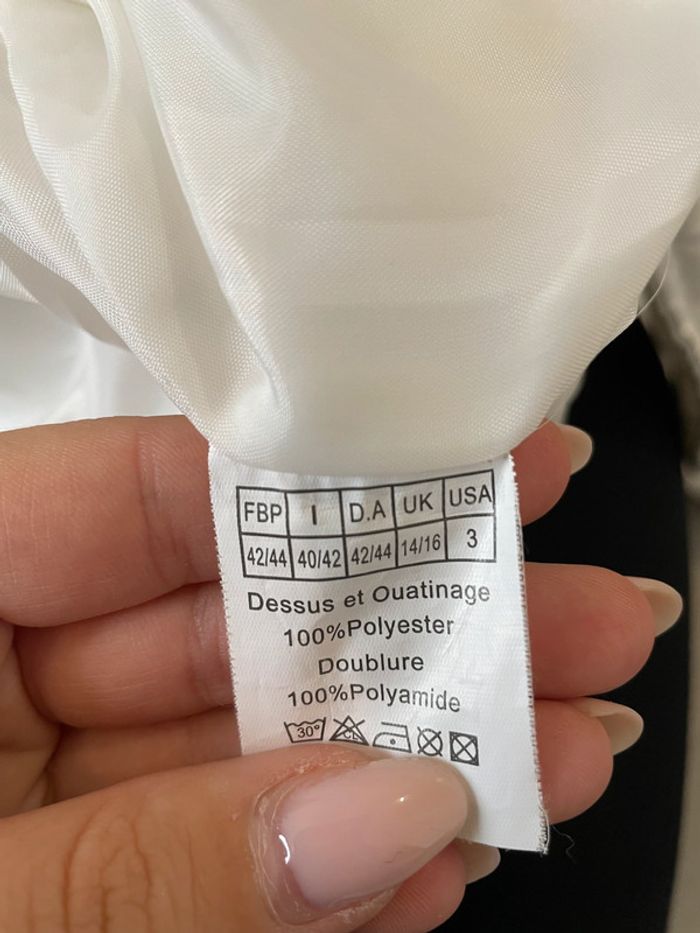 FBP I D.A UK USA
42/44 40/42 42/44 14/16 3
Dessus et Ouatinage
100%Polyester
Doublure
100%Polyamide
30° CL